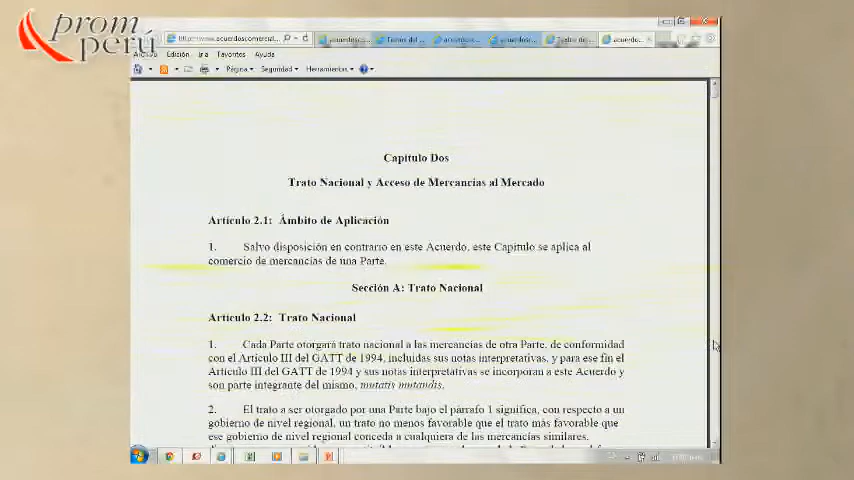 prom
perú
http://www.acuerdoscomercial...
acuerdosco...
acuerdos...
acuerdo...
Edición Ir a Favoritos Ayuda
Página Seguridad Herramientas
Capítulo Dos
Trato Nacional y Acceso de Mercancías al Mercado
Artículo 2.1: Ámbito de Aplicación
1. Salvo disposición en contrario en este Acuerdo, este Capítulo se aplica al
comercio de mercancías de una Parte.
Sección A: Trato Nacional
Artículo 2.2: Trato Nacional
1. Cada Parte otorgará trato nacional a las mercancías de otra Parte, de conformidad
con el Artículo III del GATT de 1994, incluidas sus notas interpretativas, y para ese fin el
Artículo III del GATT de 1994 y sus notas interpretativas se incorporan a este Acuerdo y
son parte integrante del mismo, mutatis mutandis.
2. El trato a ser otorgado por una Parte bajo el párrafo 1 significa, con respecto a un
gobierno de nivel regional, un trato no menos favorable que el trato más favorable que
ese gobierno de nivel regional conceda a cualquiera de las mercancías similares,